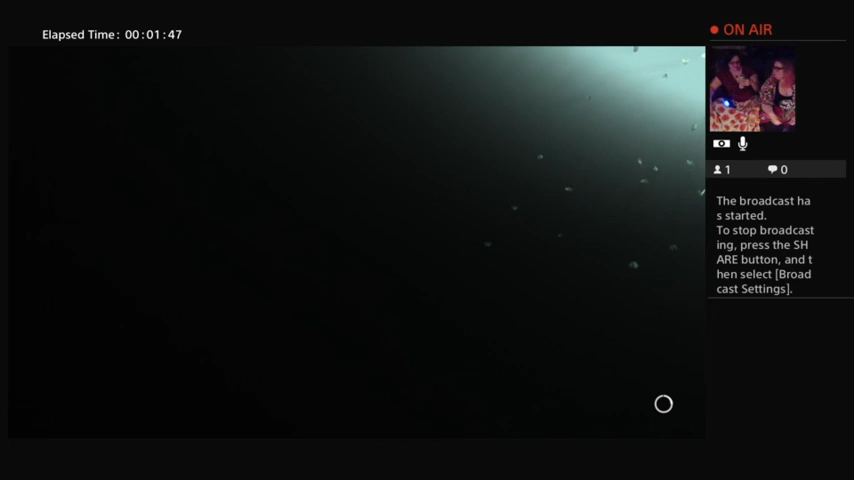 Elapsed Time: 00:01:47
ON AIR
1
0
The broadcast ha
s started.
To stop broadcast
ing, press the SH
ARE button, and t
hen select [Broad
cast Settings].